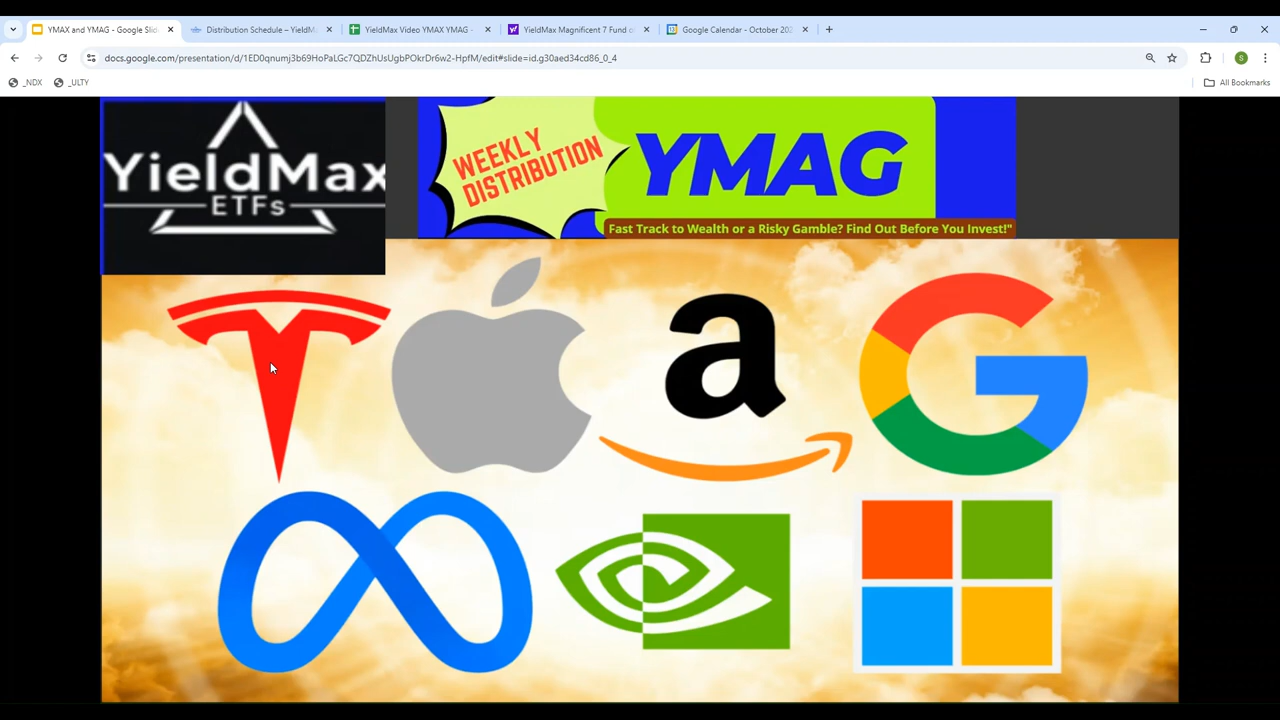 YMAX and YMAG - Google Slid
Distribution Schedule – YieldM
YieldMax Video YMAX YMAG -
YieldMax Magnificent 7 Fund o
Google Calendar - October 202
docs.google.com/presentation/d/1ED0qnumj3b69HoPaLGc7QDZhUsUgbPOkrDr6w2-HpfM/edit#slide=id.g30aed34cd86_0_4
S
_NDX
_ULTY
All Bookmarks
YieldMax
ETFs
WEEKLY
DISTRIBUTION
YMAG
Fast Track to Wealth or a Risky Gamble? Find Out Before You Invest!"